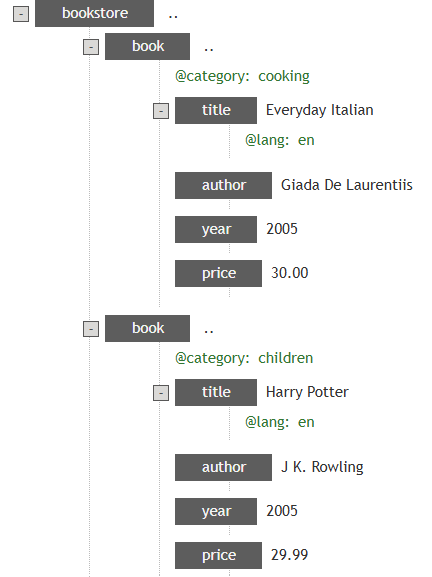 - bookstore ..
- book ..
@category: cooking
- title Everyday Italian
@lang: en
author Giada De Laurentiis
year 2005
price 30.00
- book ..
@category: children
- title Harry Potter
@lang: en
author J K. Rowling
year 2005
price 29.99